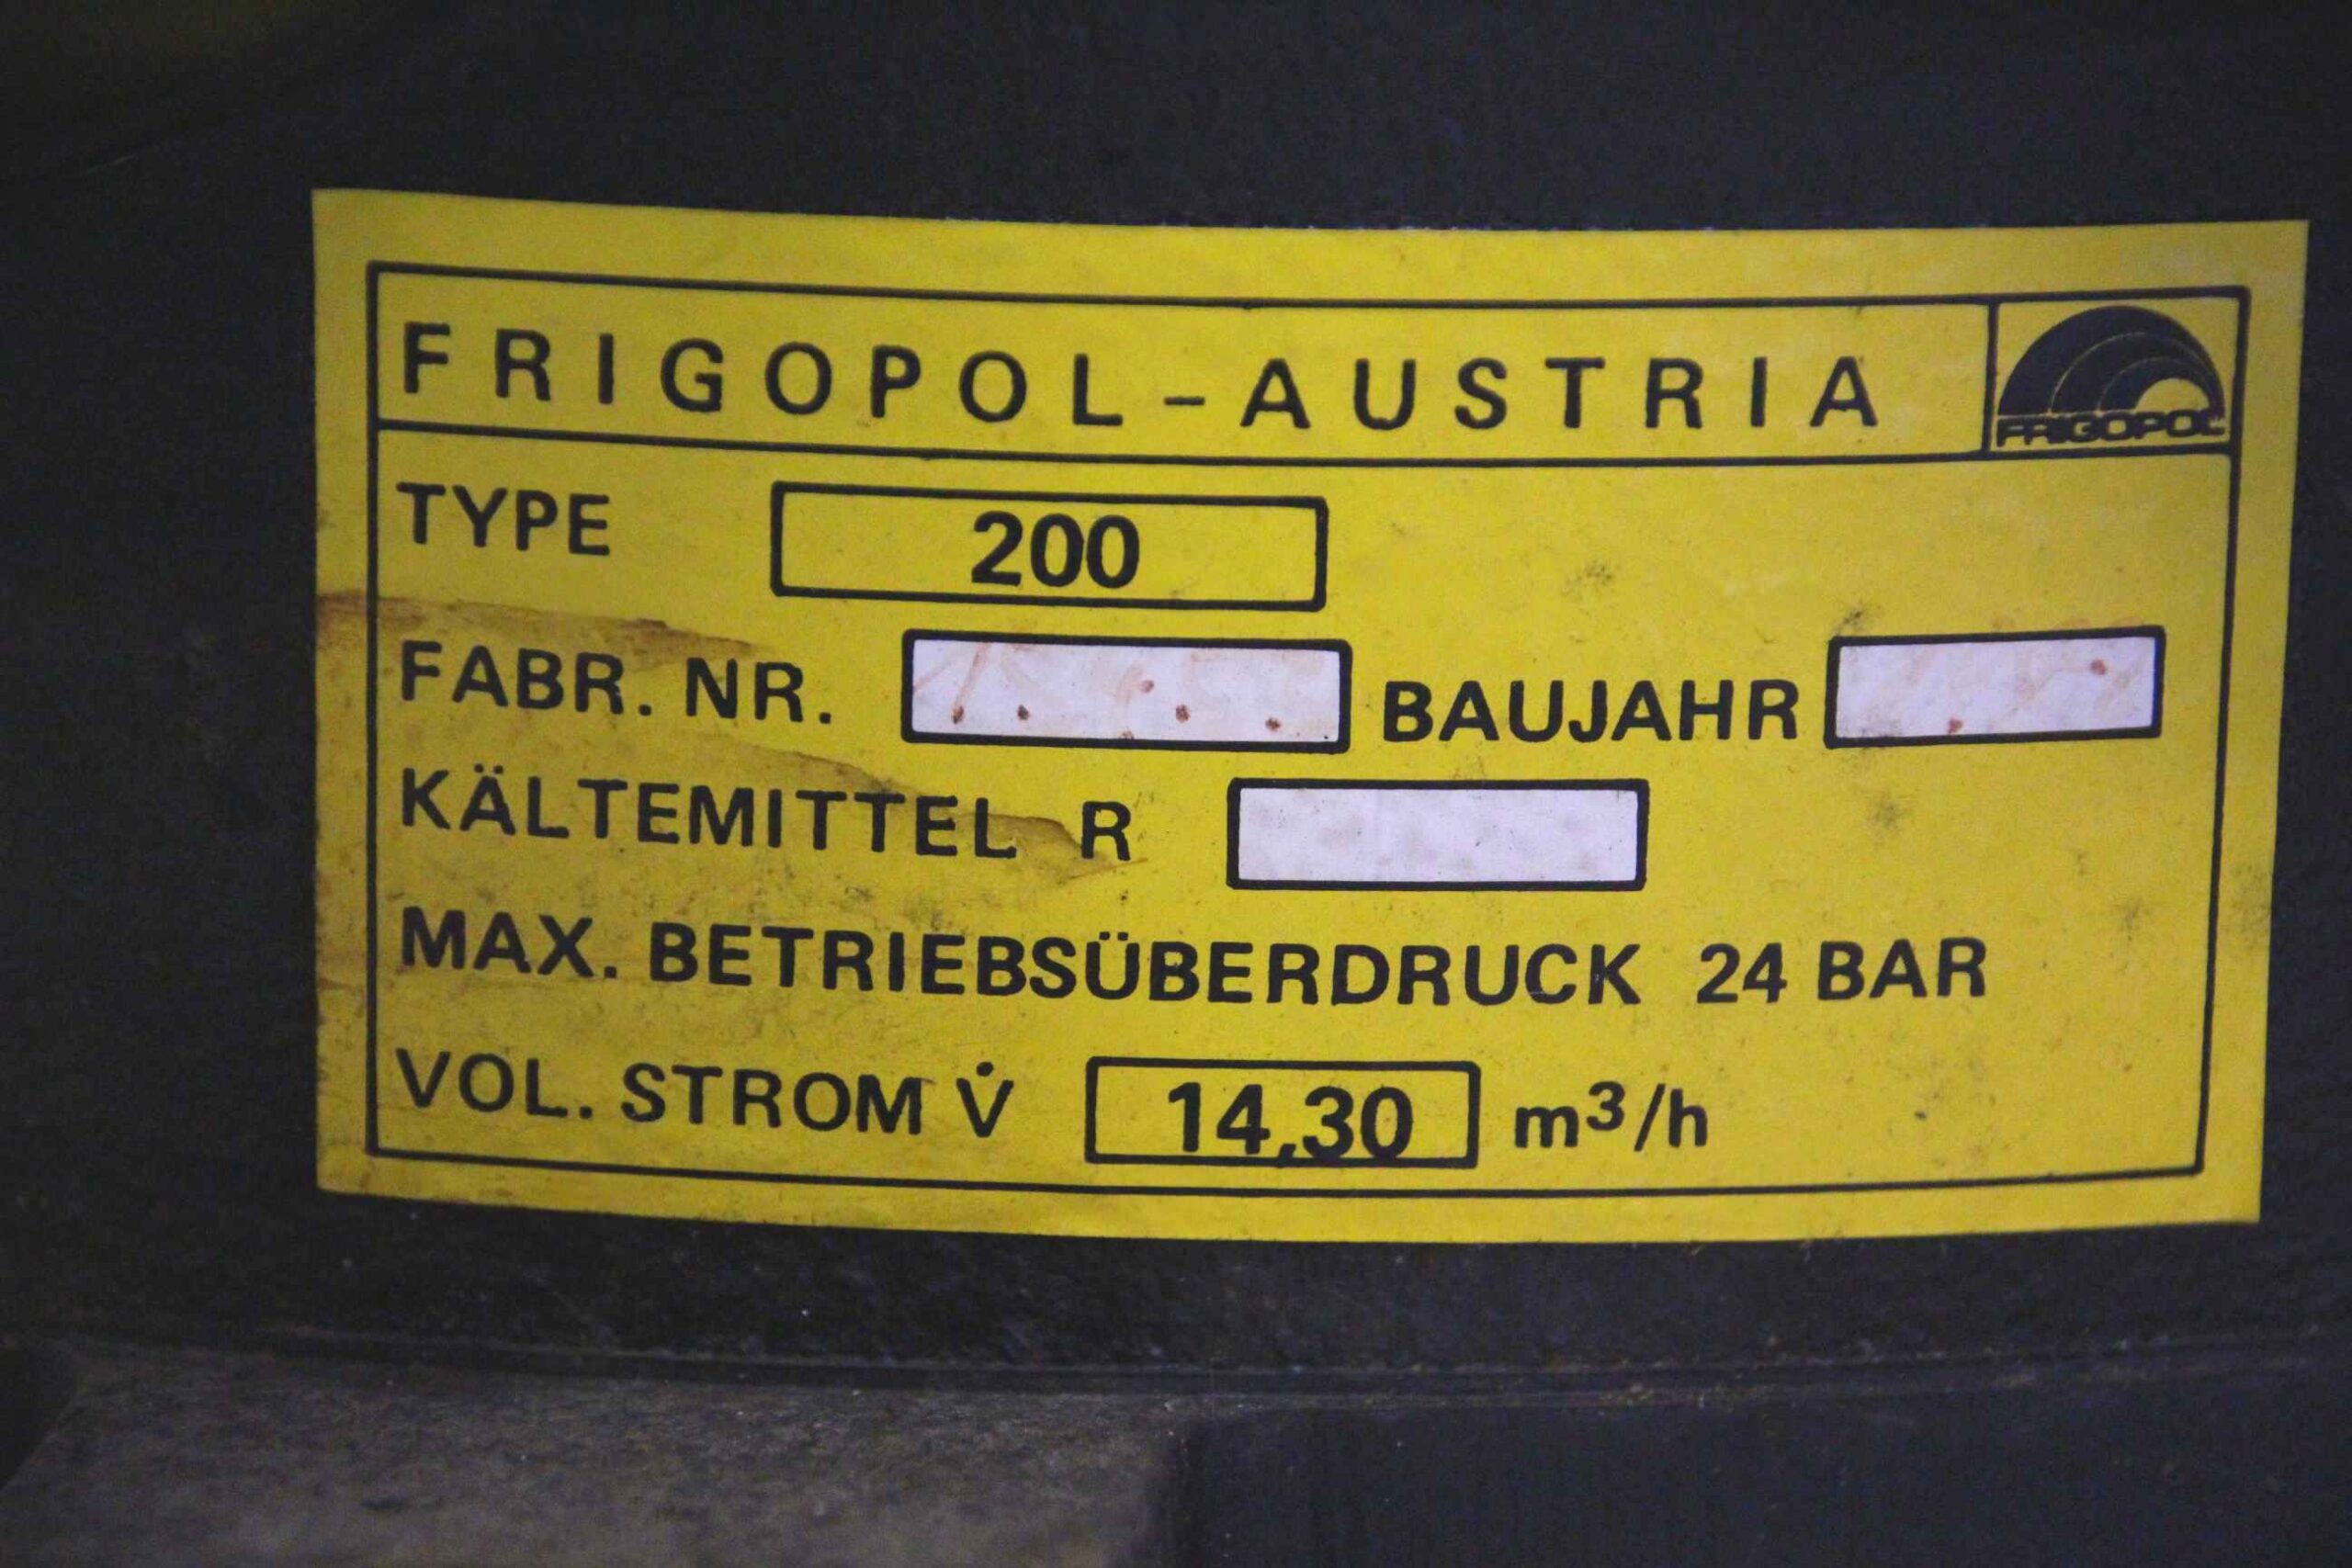 FRIGOPOL-AUSTRIA
FRIGOPOL
TYPE 200
FABR. NR. BAUJAHR
KÄLTEMITTEL R
MAX. BETRIEBSÜBERDRUCK 24 BAR
VOL. STROM V̇ 14,30 m³/h